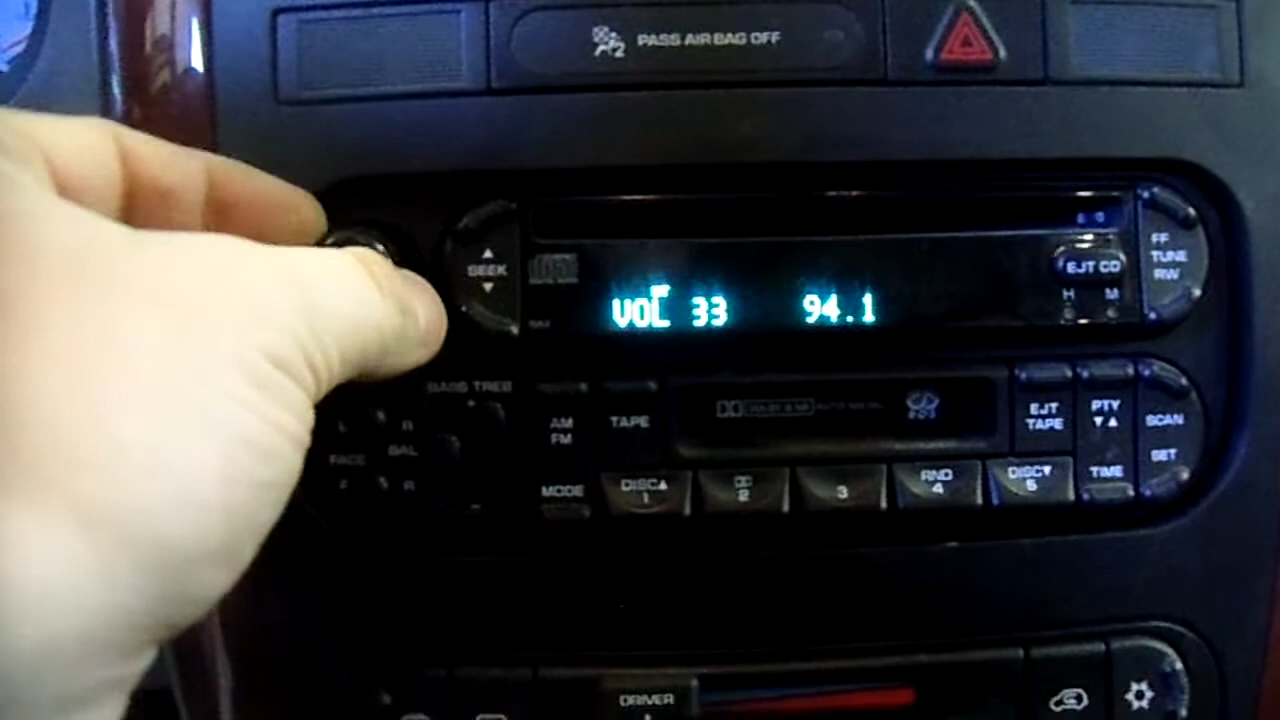 PASS AIR BAG OFF
SEEK
VOL 33 94.1
EJT CD
H M
FF
TUNE
RW
BASS TREB
L R
FADE BAL
F R
AM
FM
TAPE
MODE
EJT
TAPE
PTY
SCAN
SET
TIME
DISC 1
2
3
RND 4
DISC 5
DRIVER